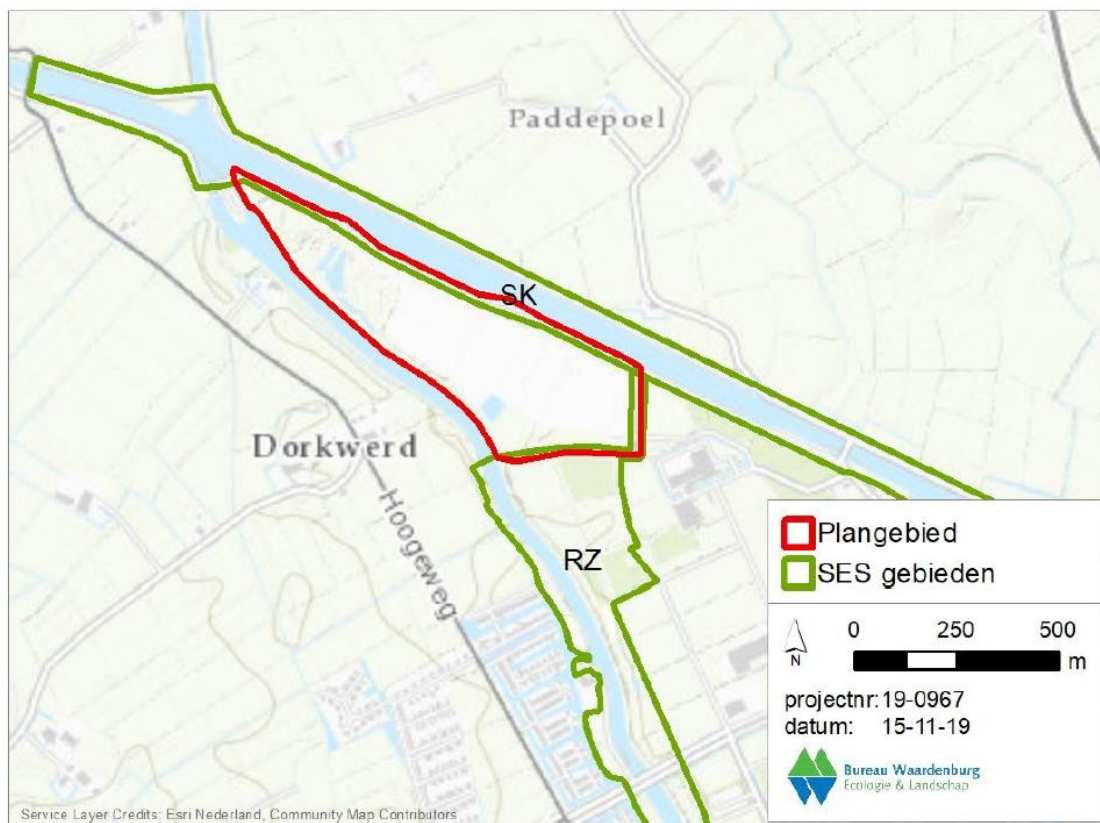 Paddepoel
SK
Dorkwerd
Hoogeweg
RZ
Plangebied
SES gebieden
0 250 500
m
N
projectnr: 19-0967
datum: 15-11-19
Bureau Waardenburg
Ecologie & Landschap
Service Layer Credits: Esri Nederland, Community Map Contributors